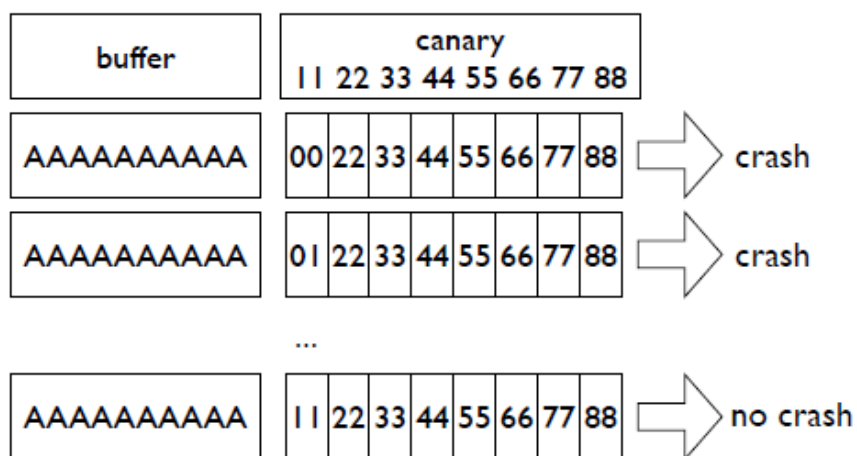 buffer
canary
11 22 33 44 55 66 77 88
AAAAAAAAAA 00 22 33 44 55 66 77 88 crash
AAAAAAAAAA 01 22 33 44 55 66 77 88 crash
...
AAAAAAAAAA 11 22 33 44 55 66 77 88 no crash